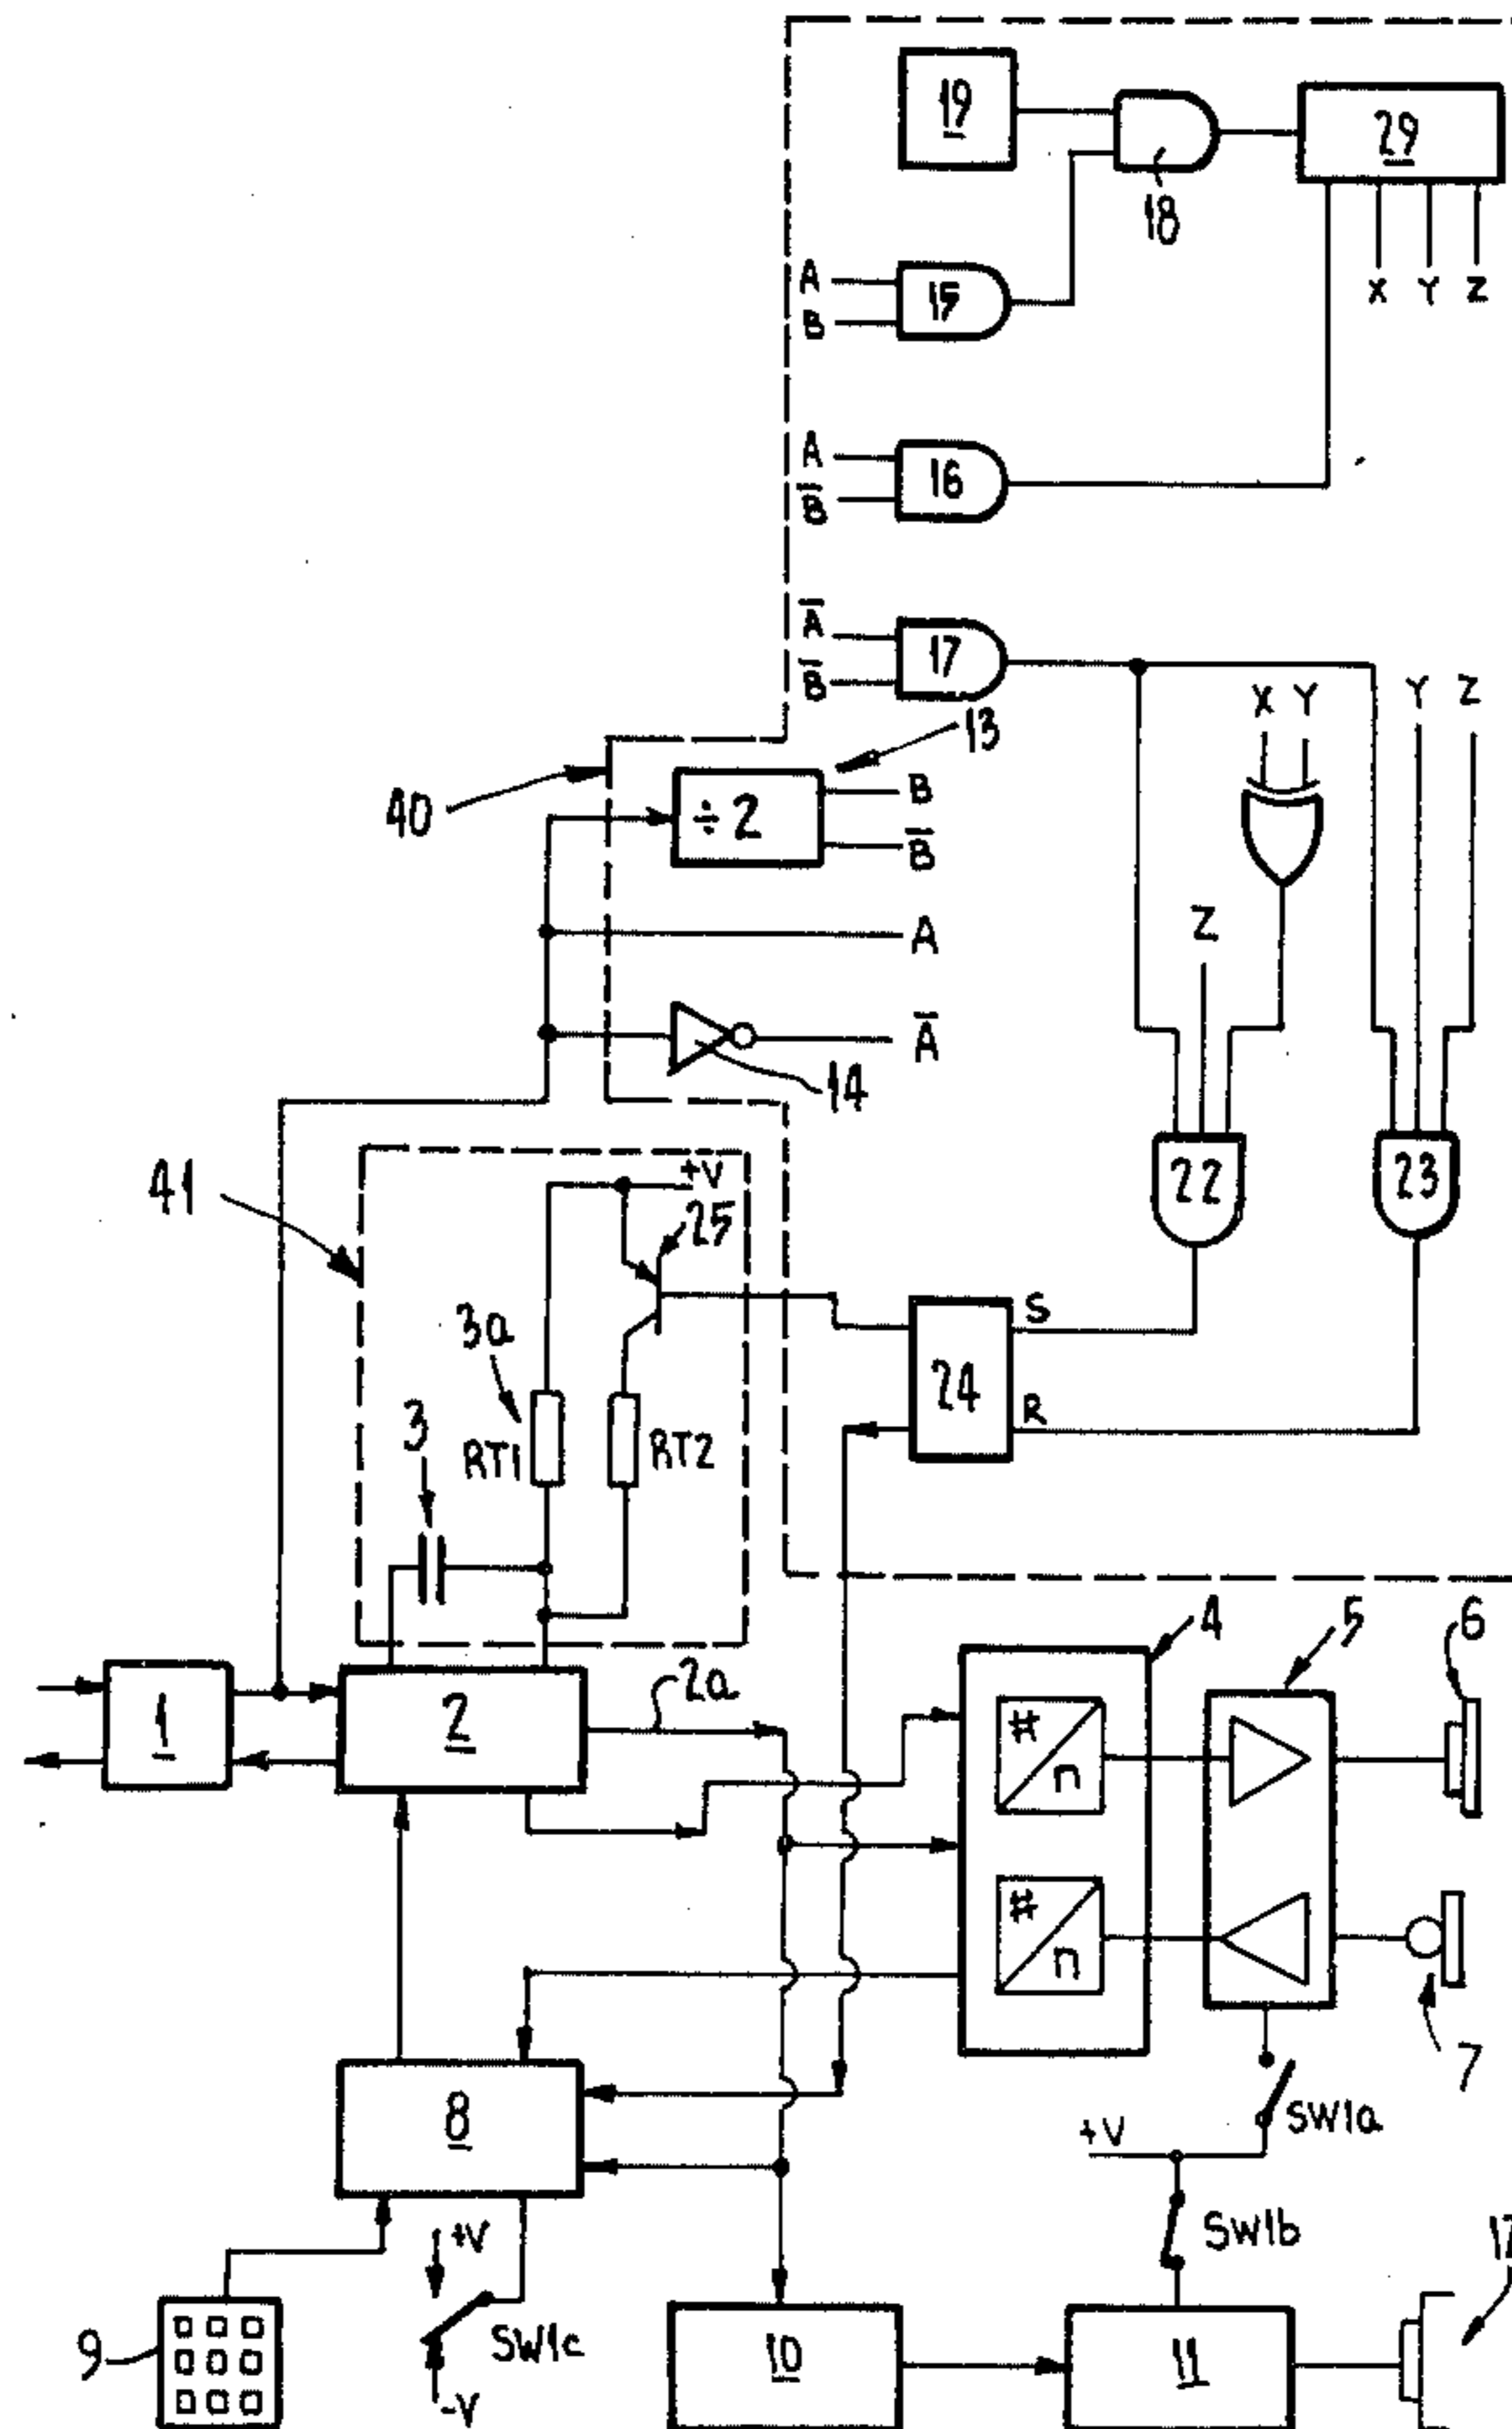 19
29
18
X Y Z
A
15
B
A
16
B̅
A̅
17
B̅
X Y
Y Z
13
40
÷2
B
B̅
Z
A
A̅
14
22
23
41
+V
25
3a
S
24
3
RT1
RT2
R
4
5
6
1
2
2a
#
n
#
n
7
8
SW1a
+V
+V
SW1b
12
9
SW1c
10
11
-V